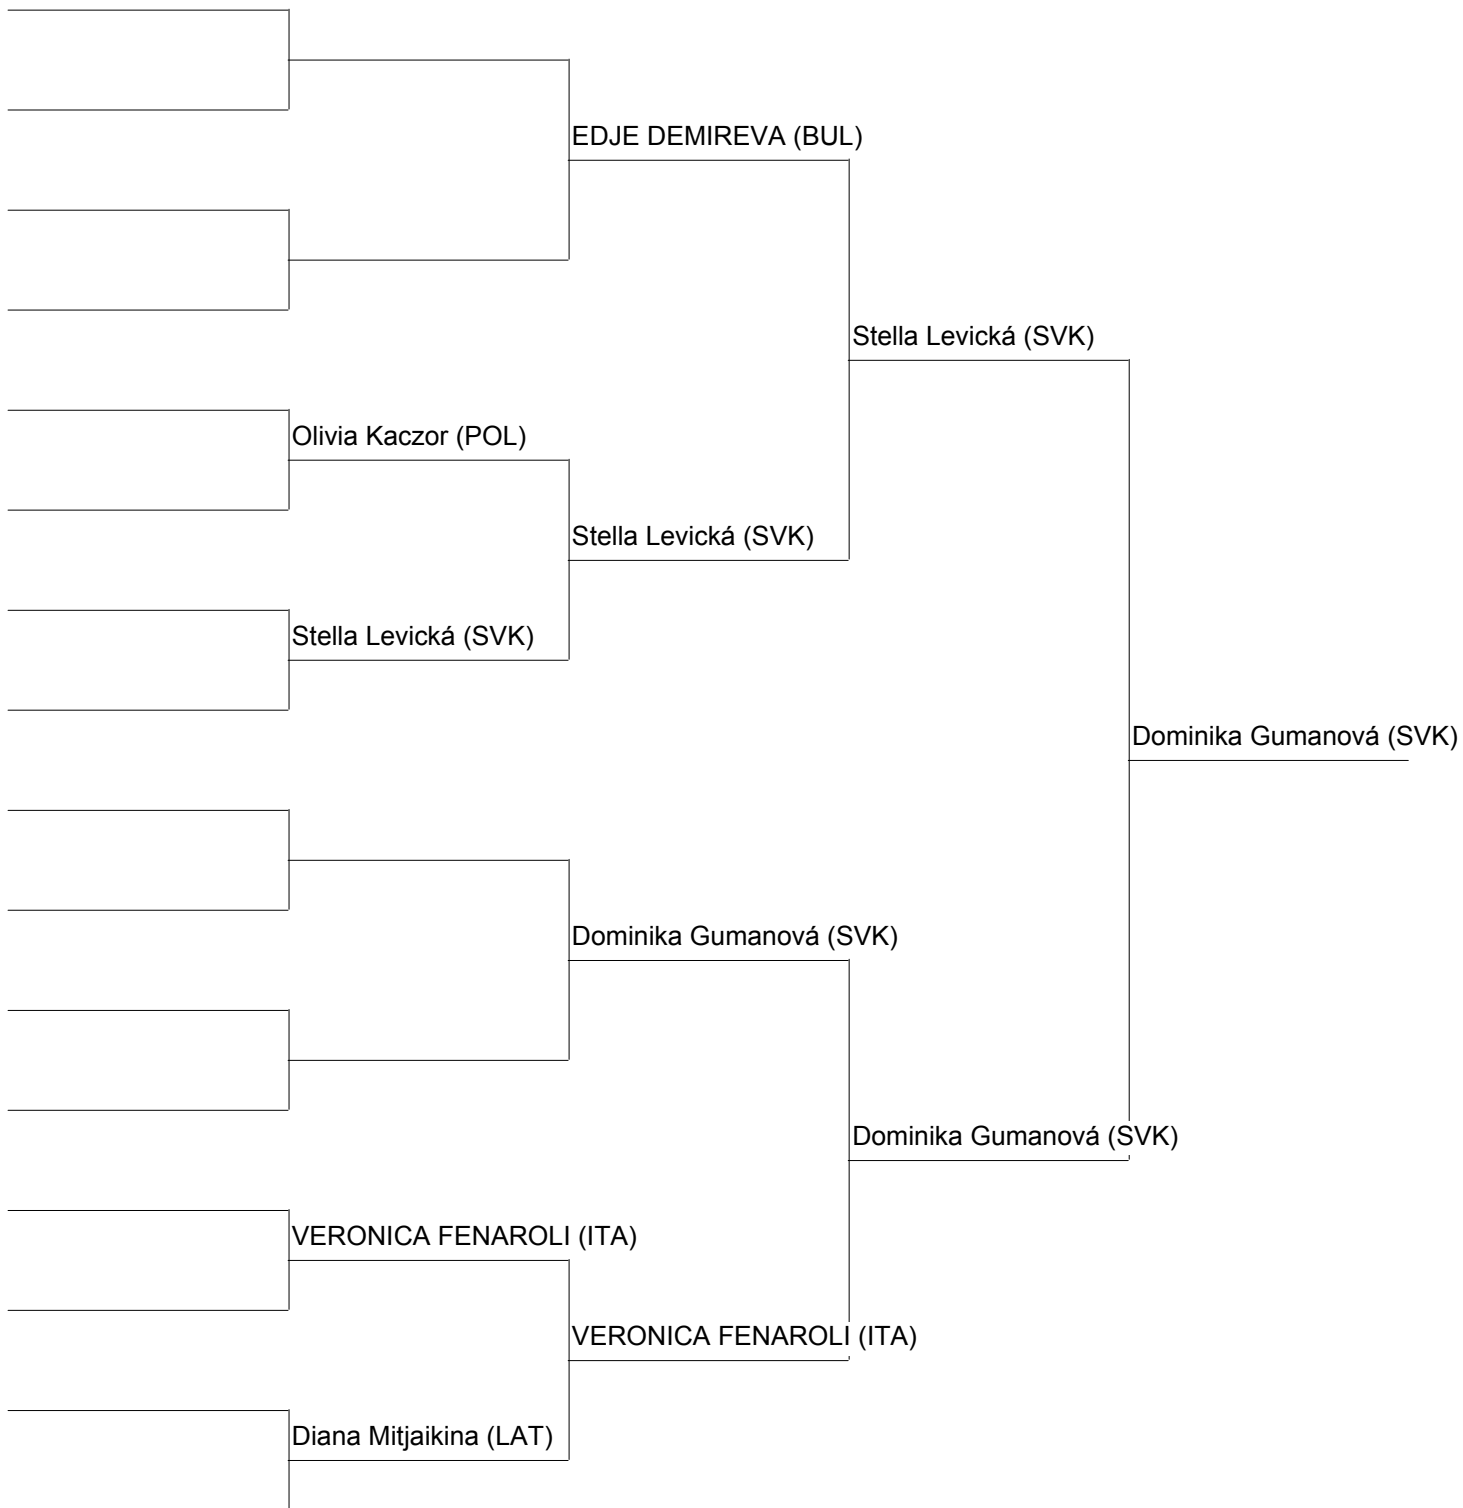 EDJE DEMIREVA (BUL)
Stella Levická (SVK)
Olivia Kaczor (POL)
Stella Levická (SVK)
Stella Levická (SVK)
Dominika Gumanová (SVK)
Dominika Gumanová (SVK)
Dominika Gumanová (SVK)
VERONICA FENAROLI (ITA)
VERONICA FENAROLI (ITA)
Diana Mitjaikina (LAT)